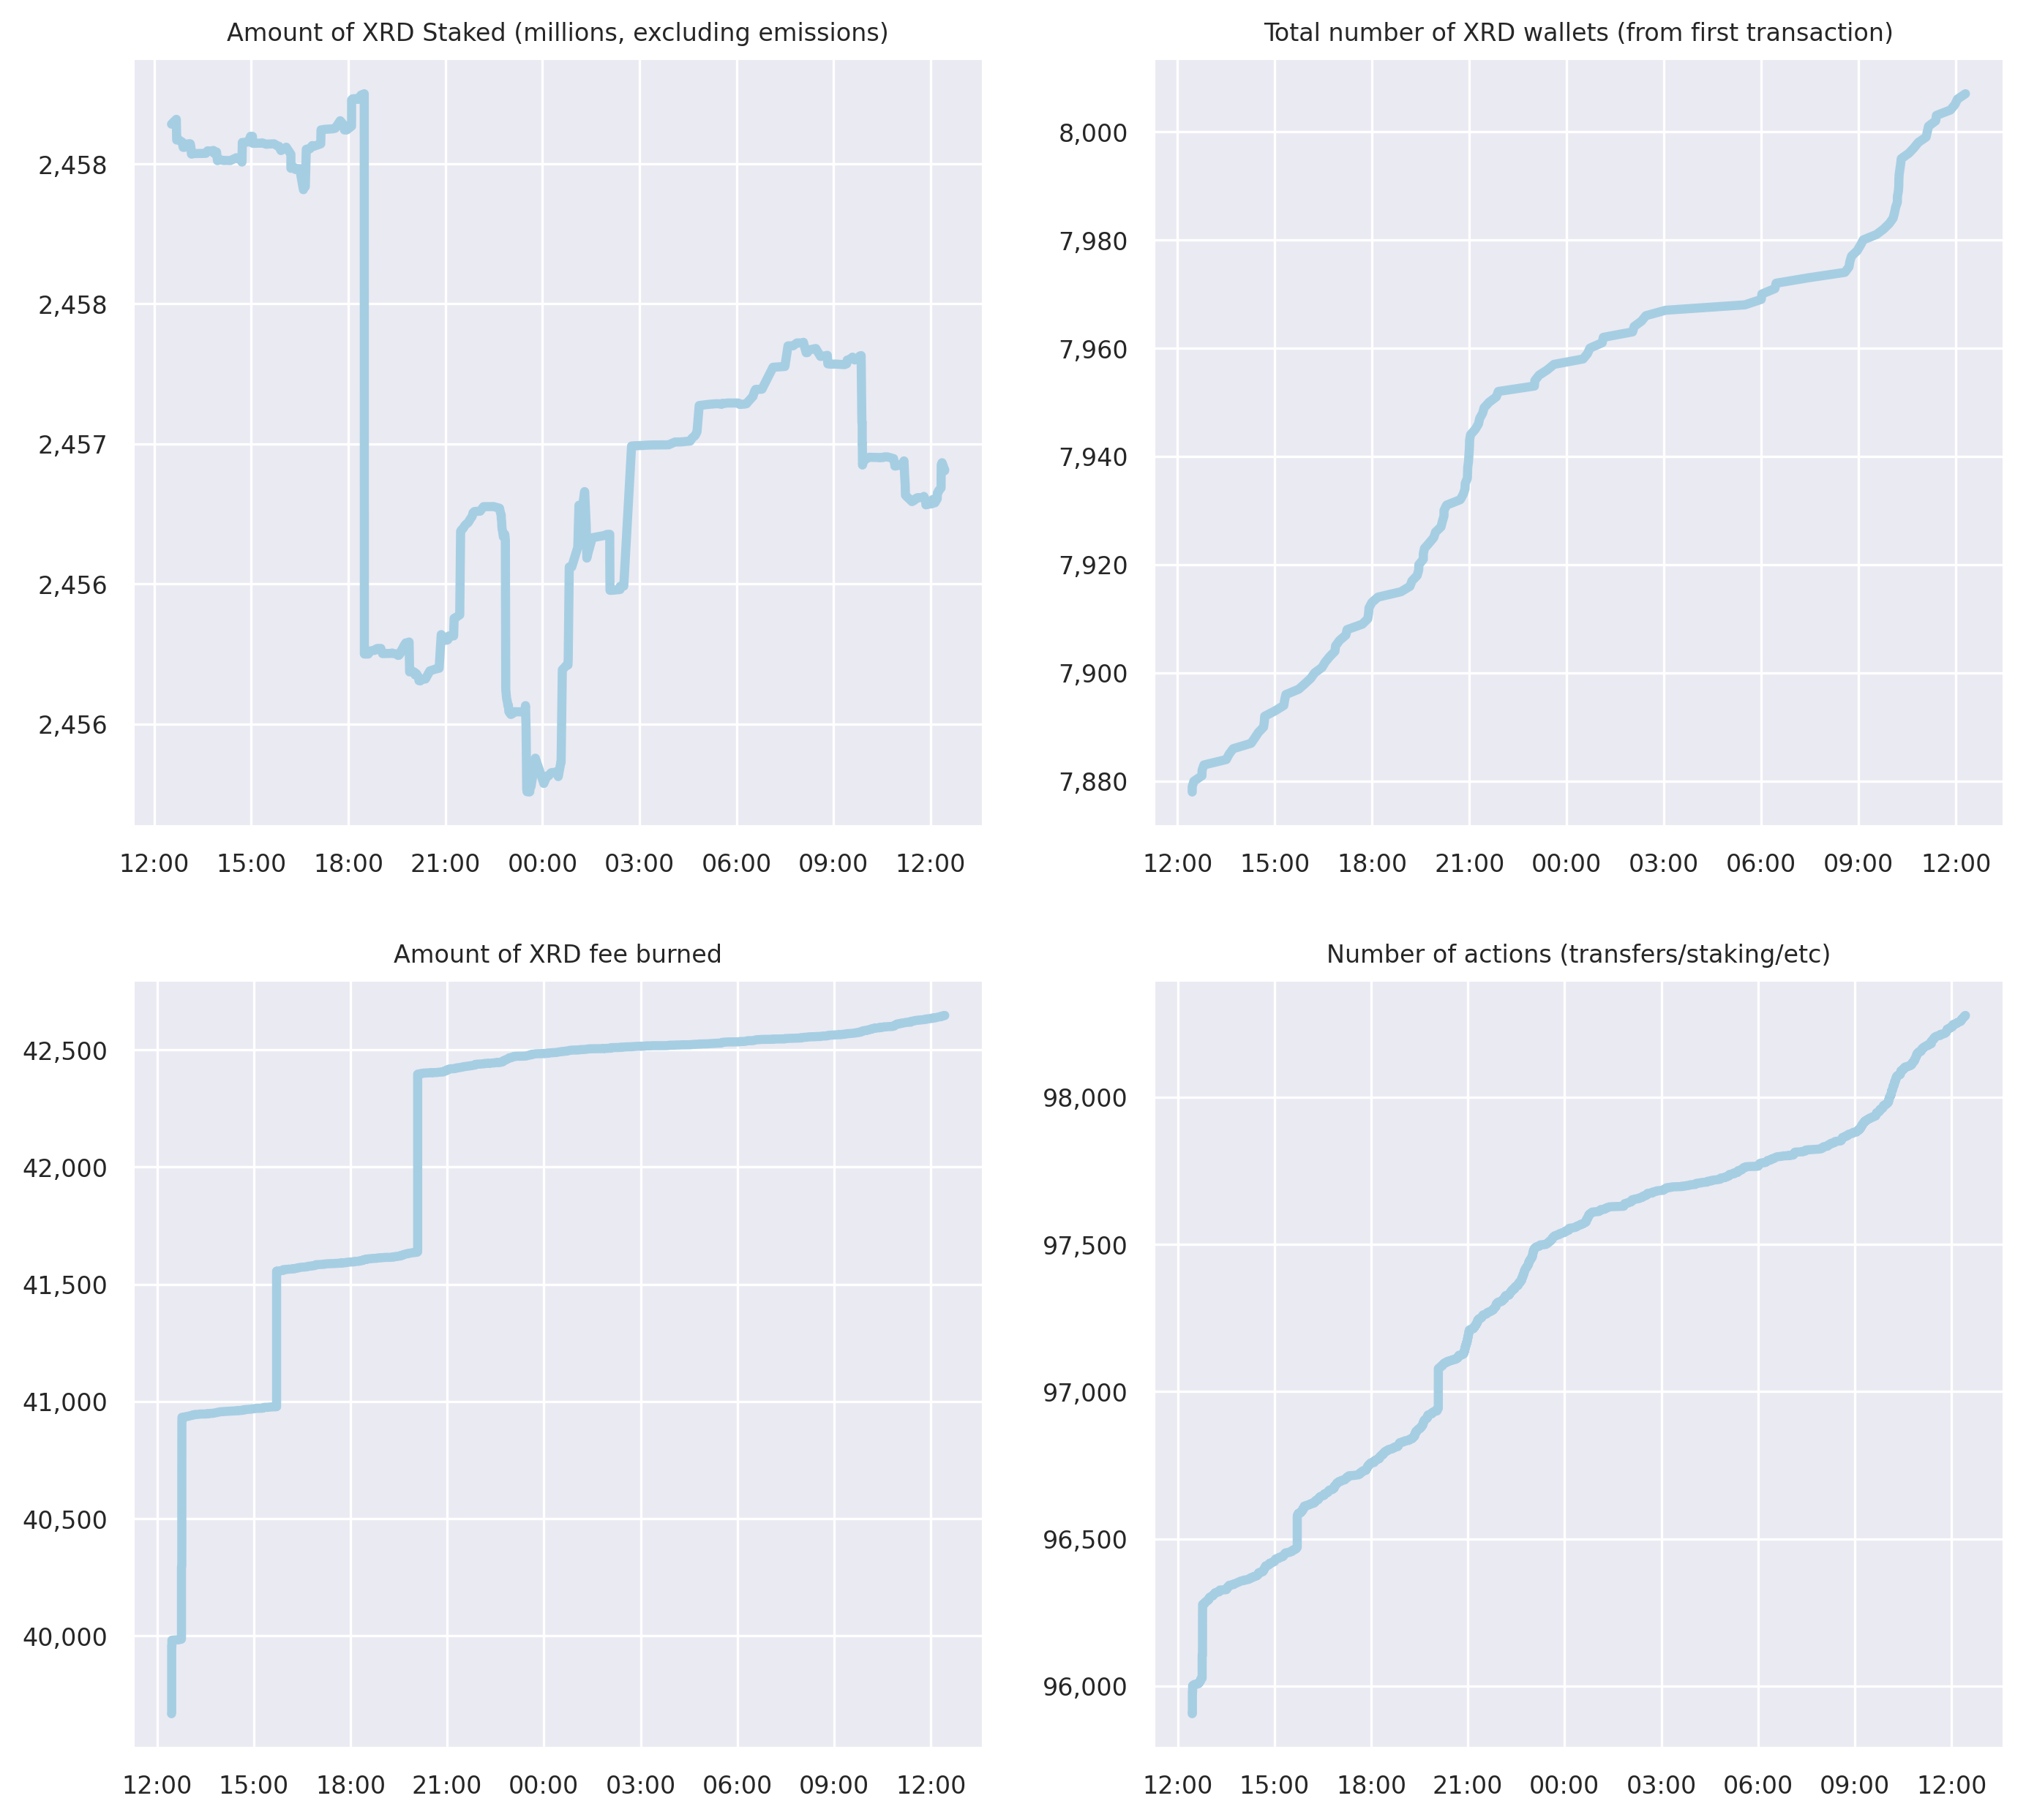 Amount of XRD Staked (millions, excluding emissions)
2,458
2,458
2,457
2,456
2,456
12:00 15:00 18:00 21:00 00:00 03:00 06:00 09:00 12:00
Total number of XRD wallets (from first transaction)
8,000
7,980
7,960
7,940
7,920
7,900
7,880
12:00 15:00 18:00 21:00 00:00 03:00 06:00 09:00 12:00
Amount of XRD fee burned
42,500
42,000
41,500
41,000
40,500
40,000
12:00 15:00 18:00 21:00 00:00 03:00 06:00 09:00 12:00
Number of actions (transfers/staking/etc)
98,000
97,500
97,000
96,500
96,000
12:00 15:00 18:00 21:00 00:00 03:00 06:00 09:00 12:00